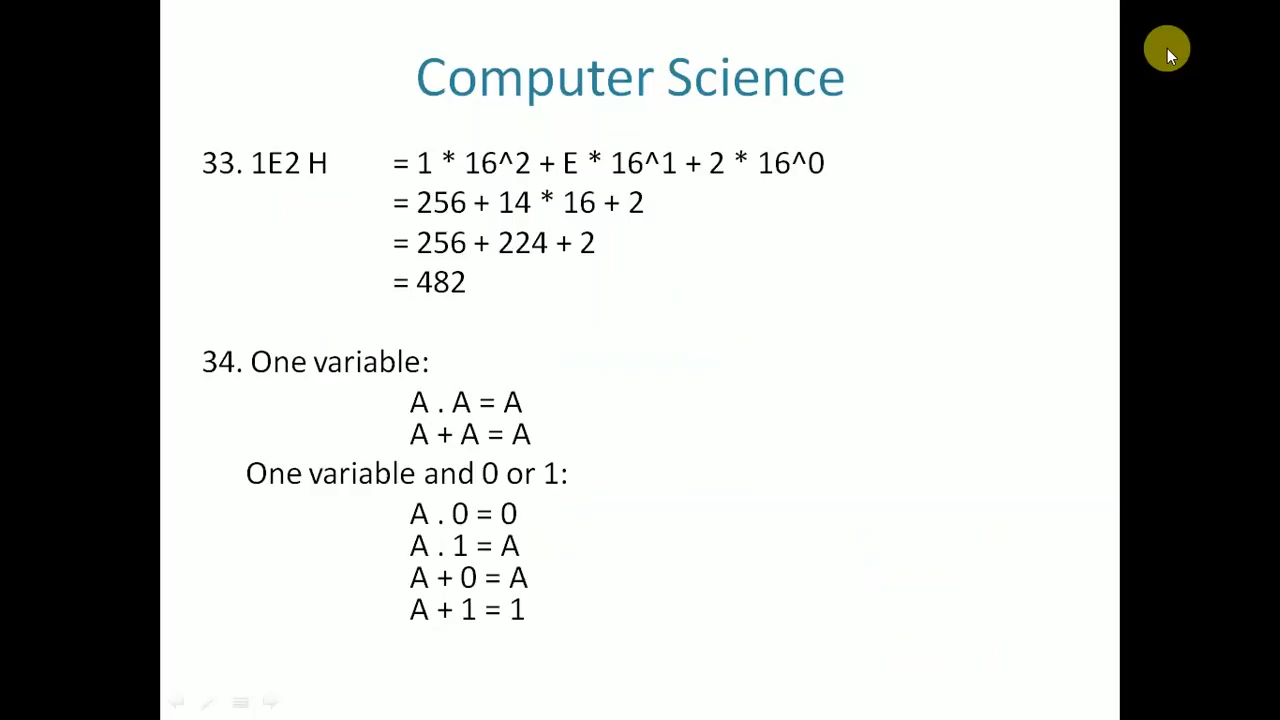 Computer Science
33. 1E2 H = 1 * 16^2 + E * 16^1 + 2 * 16^0
= 256 + 14 * 16 + 2
= 256 + 224 + 2
= 482
34. One variable:
A . A = A
A + A = A
One variable and 0 or 1:
A . 0 = 0
A . 1 = A
A + 0 = A
A + 1 = 1